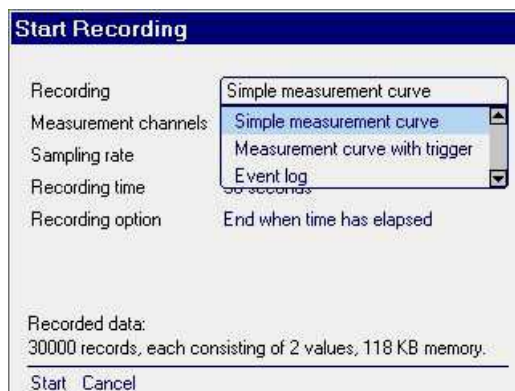 Start Recording
Recording Simple measurement curve
Measurement channels Simple measurement curve
Sampling rate Measurement curve with trigger
Event log
Recording time seconds
Recording option End when time has elapsed
Recorded data:
30000 records, each consisting of 2 values, 118 KB memory.
Start Cancel